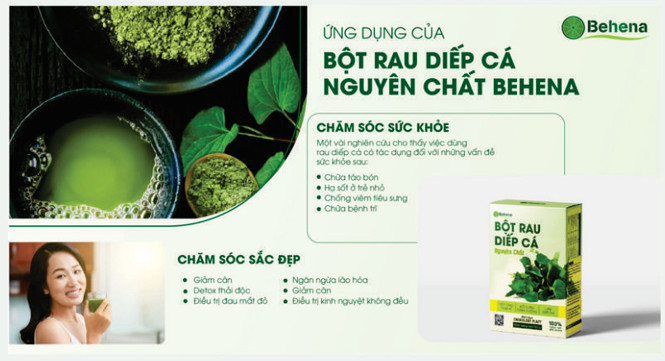 Behena
ỨNG DỤNG CỦA
BỘT RAU DIẾP CÁ
NGUYÊN CHẤT BEHENA
CHĂM SÓC SỨC KHỎE
Một vài nghiên cứu cho thấy việc dùng
rau diếp cá có tác dụng đối với những vấn đề
sức khỏe sau:
Chữa táo bón
Hạ sốt ở trẻ nhỏ
Chống viêm tiêu sưng
Chữa bệnh trĩ
CHĂM SÓC SẮC ĐẸP
Giảm cân
Detox thải độc
Điều trị đau mắt đỏ
Ngăn ngừa lão hóa
Giảm cân
Điều trị kinh nguyệt không đều
Behena
BỘT RAU
DIẾP CÁ
Nguyên Chất
100%